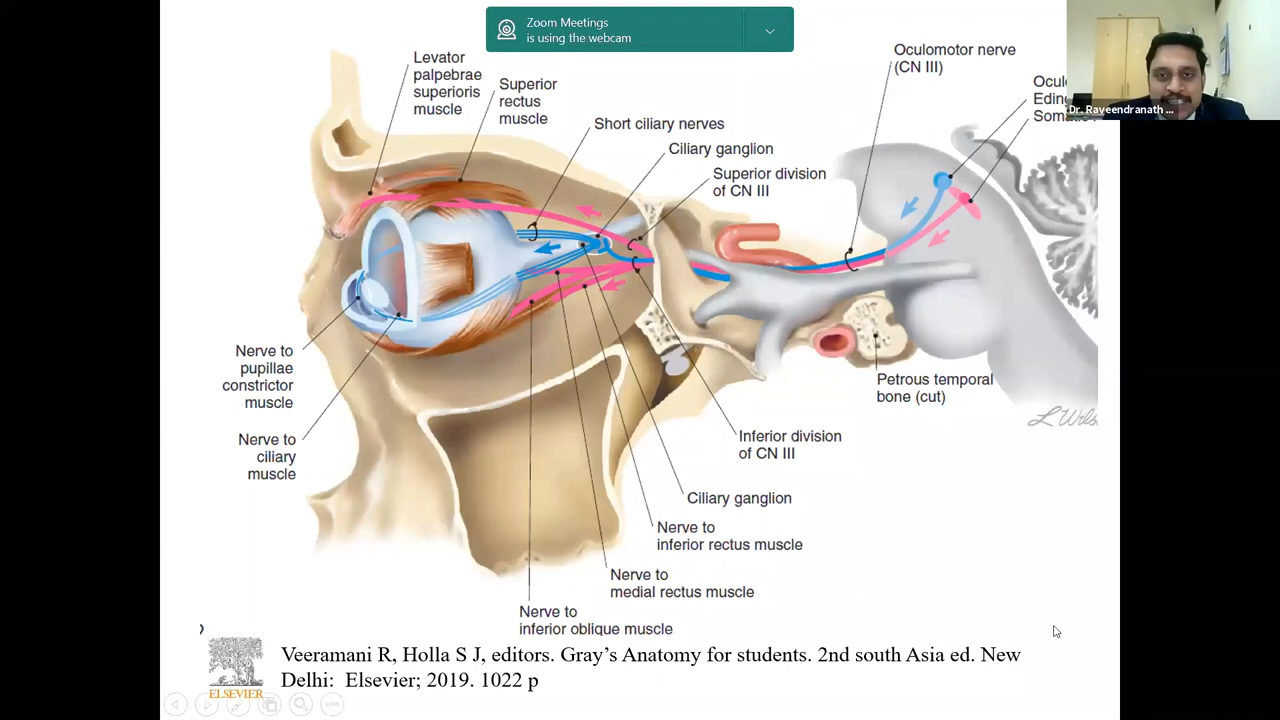 Zoom Meetings
is using the webcam
Levator
palpebrae
superioris
muscle
Superior
rectus
muscle
Short ciliary nerves
Ciliary ganglion
Superior division
of CN III
Oculomotor nerve
(CN III)
Dr. Raveendranath ...
Nerve to
pupillae
constrictor
muscle
Nerve to
ciliary
muscle
Petrous temporal
bone (cut)
Inferior division
of CN III
Ciliary ganglion
Nerve to
inferior rectus muscle
Nerve to
medial rectus muscle
Nerve to
inferior oblique muscle
ELSEVIER
Veeramani R, Holla S J, editors. Gray’s Anatomy for students. 2nd south Asia ed. New
Delhi: Elsevier; 2019. 1022 p